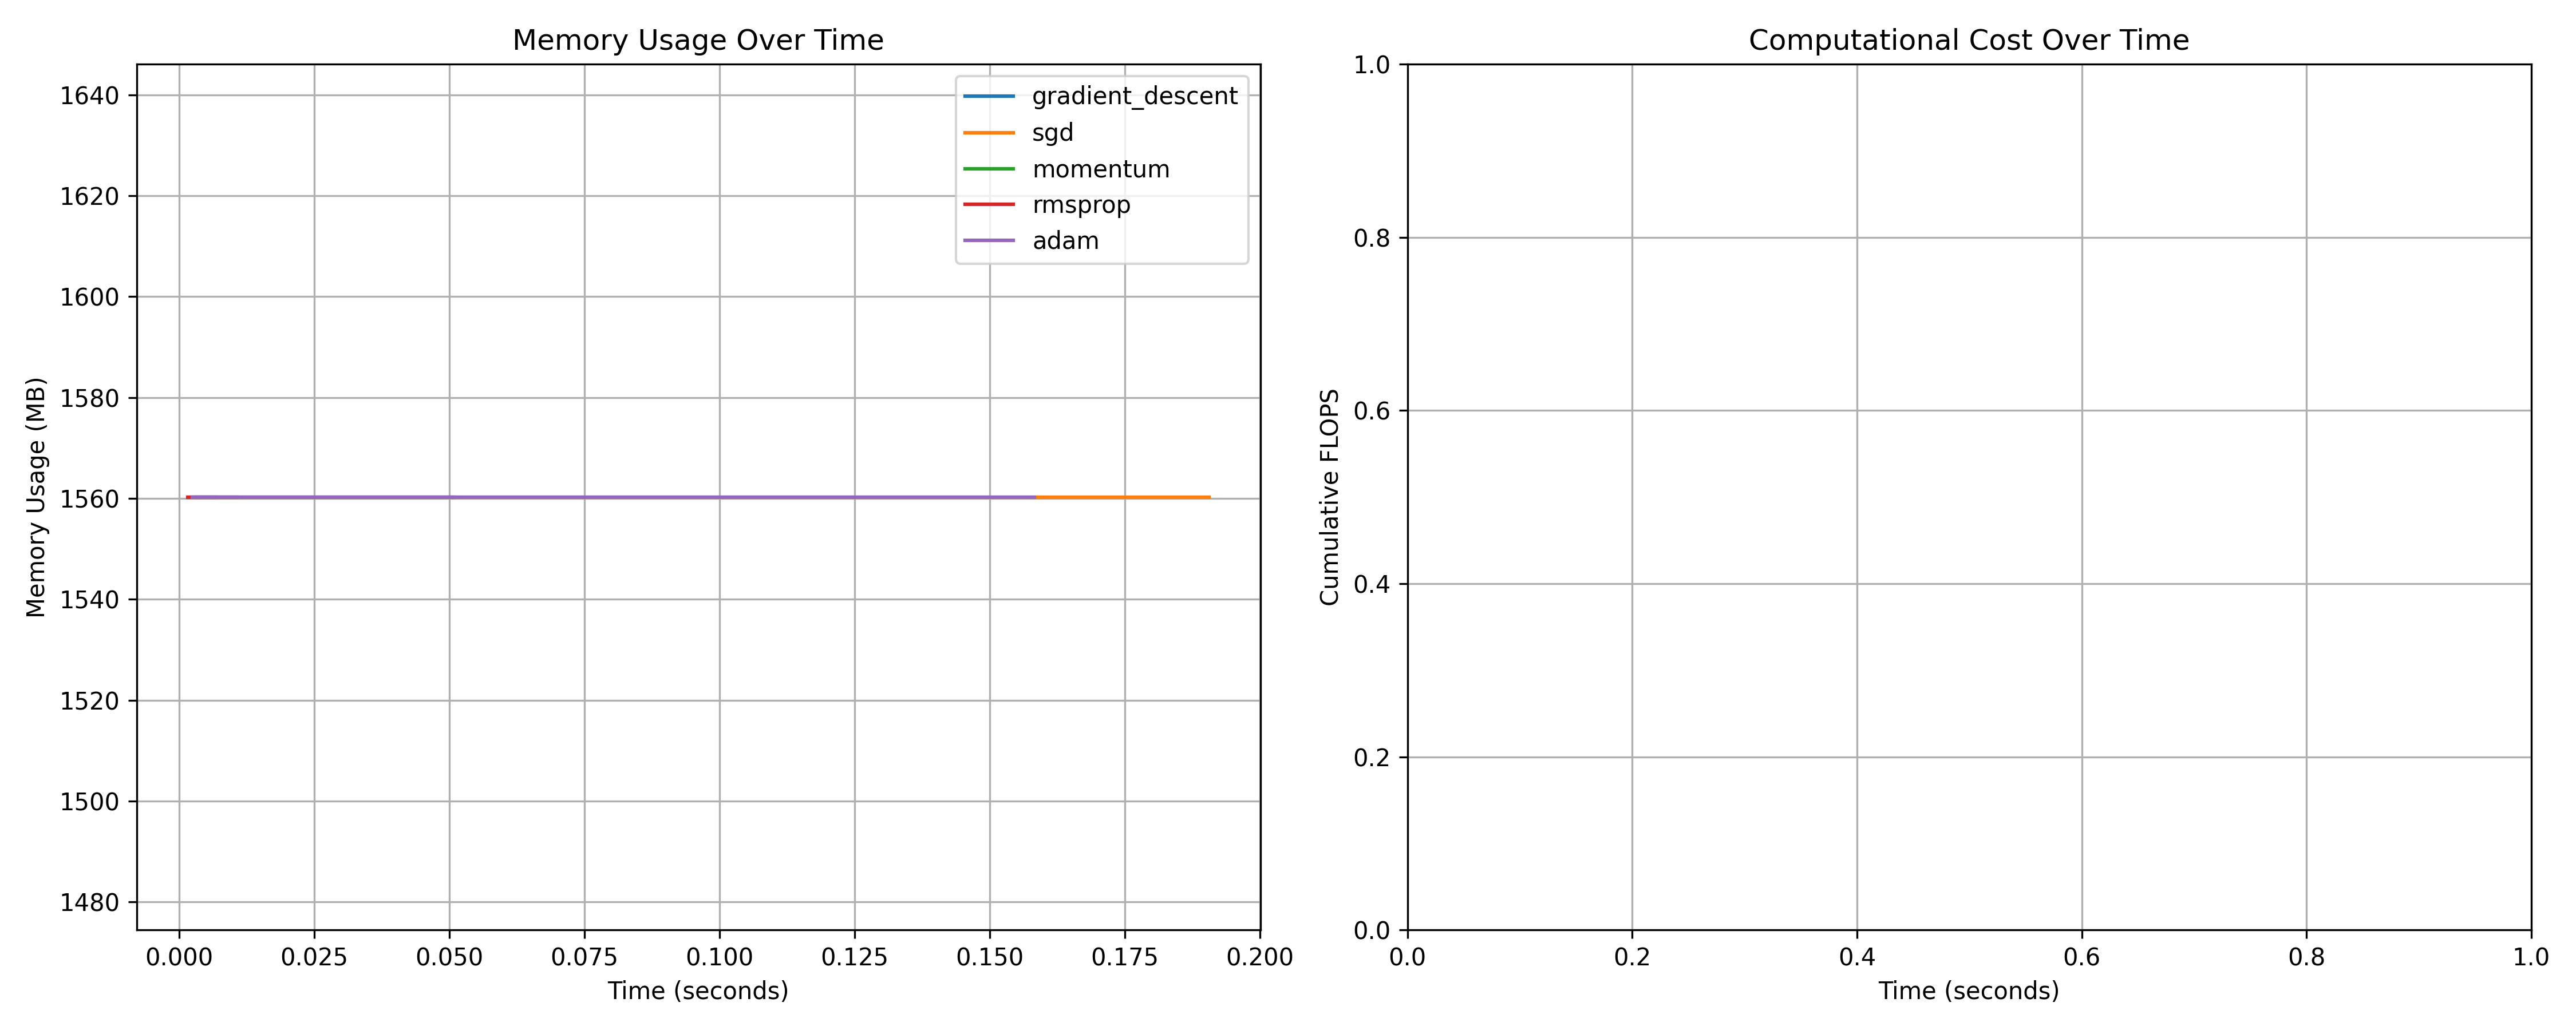 Memory Usage Over Time
Memory Usage (MB)
1640
1620
1600
1580
1560
1540
1520
1500
1480
gradient_descent
sgd
momentum
rmsprop
adam
0.000 0.025 0.050 0.075 0.100 0.125 0.150 0.175 0.200
Time (seconds)
Computational Cost Over Time
Cumulative FLOPS
1.0
0.8
0.6
0.4
0.2
0.0
0.0 0.2 0.4 0.6 0.8 1.0
Time (seconds)